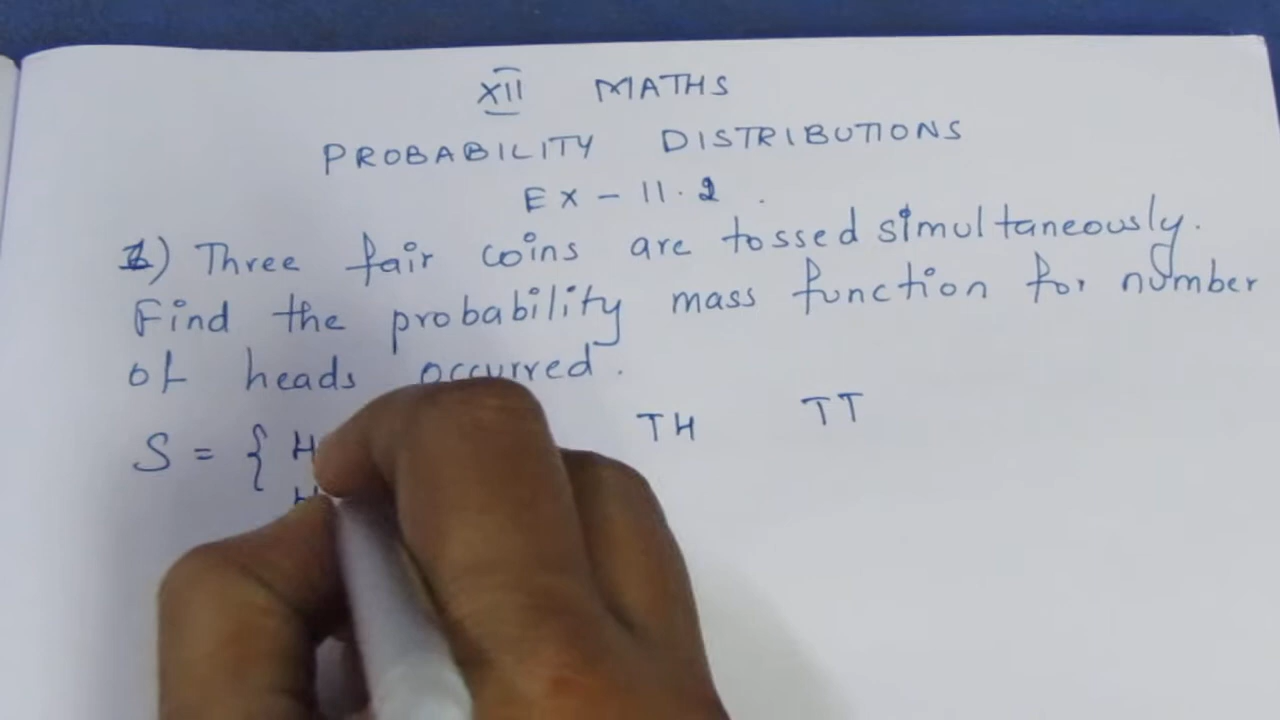 XII MATHS
PROBABILITY DISTRIBUTIONS
EX - 11.2
1) Three fair coins are tossed simultaneously.
Find the probability mass function for number
of heads occurred.
S = { H TH TT
H